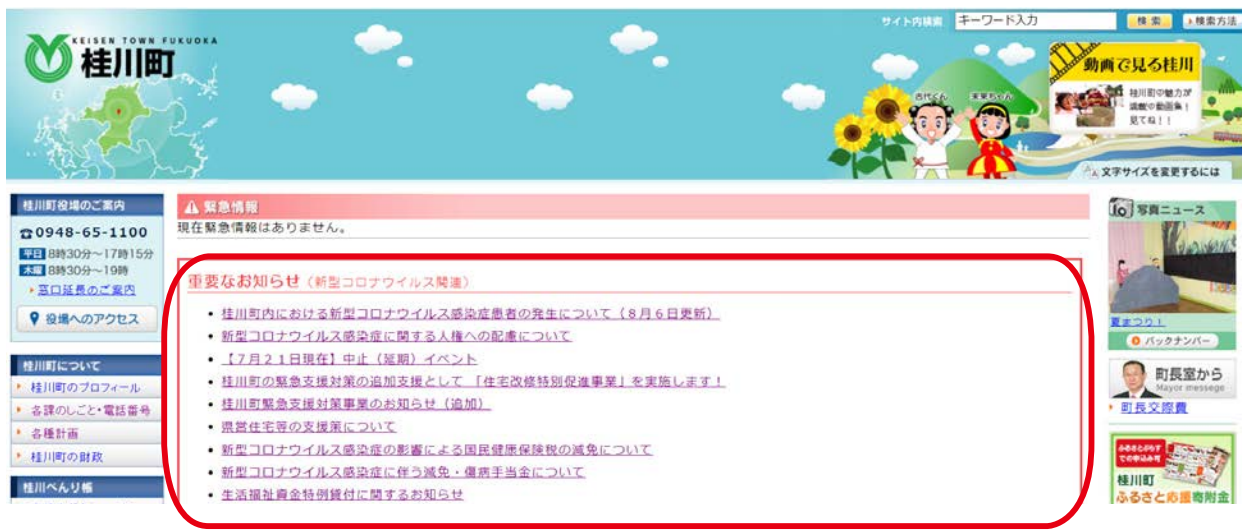 サイト内検索 キーワード入力 検索 検索方法
KEISEN TOWN FUKUOKA
桂川町
動画で見る桂川
桂川町の魅力が
満載の動画集！
見てね！！
古代くん 未来ちゃん
文字サイズを変更するには
桂川町役場のご案内
0948-65-1100
平日 8時30分～17時15分
木曜 8時30分～19時
窓口延長のご案内
役場へのアクセス
桂川町について
桂川町のプロフィール
各課のしごと・電話番号
各種計画
桂川町の財政
桂川べんり帳
緊急情報
現在緊急情報はありません。
重要なお知らせ（新型コロナウイルス関連）
桂川町内における新型コロナウイルス感染症患者の発生について（８月６日更新）
新型コロナウイルス感染症に関する人権への配慮について
【７月２１日現在】中止（延期）イベント
桂川町の緊急支援対策の追加支援として 「住宅改修特別促進事業」を実施します！
桂川町緊急支援対策事業のお知らせ（追加）
県営住宅等の支援策について
新型コロナウイルス感染症の影響による国民健康保険税の減免について
新型コロナウイルス感染症に伴う減免・傷病手当金について
生活福祉資金特例貸付に関するお知らせ
写真ニュース
夏まつり！
バックナンバー
町長室から
Mayor messege
町長交際費
ふるさとぷらす
での申込み可
桂川町
ふるさと応援寄附金